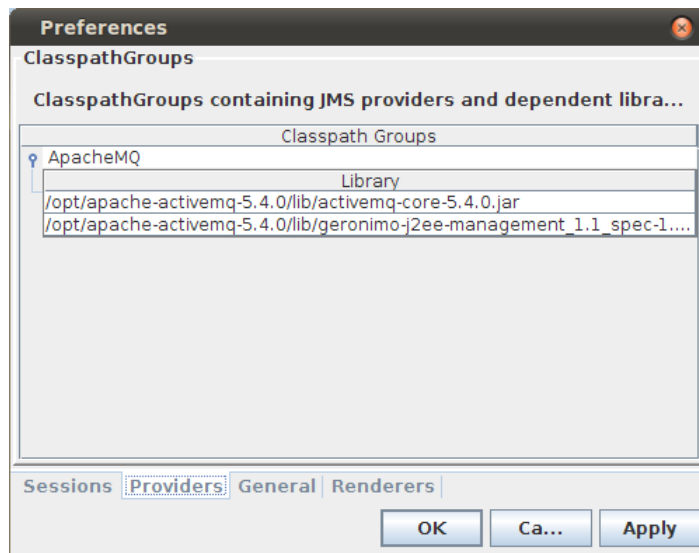 Preferences
ClasspathGroups
ClasspathGroups containing JMS providers and dependent libra...
Classpath Groups
ApacheMQ
Library
/opt/apache-activemq-5.4.0/lib/activemq-core-5.4.0.jar
/opt/apache-activemq-5.4.0/lib/geronimo-j2ee-management_1.1_spec-1....
Sessions Providers General Renderers
OK Ca... Apply